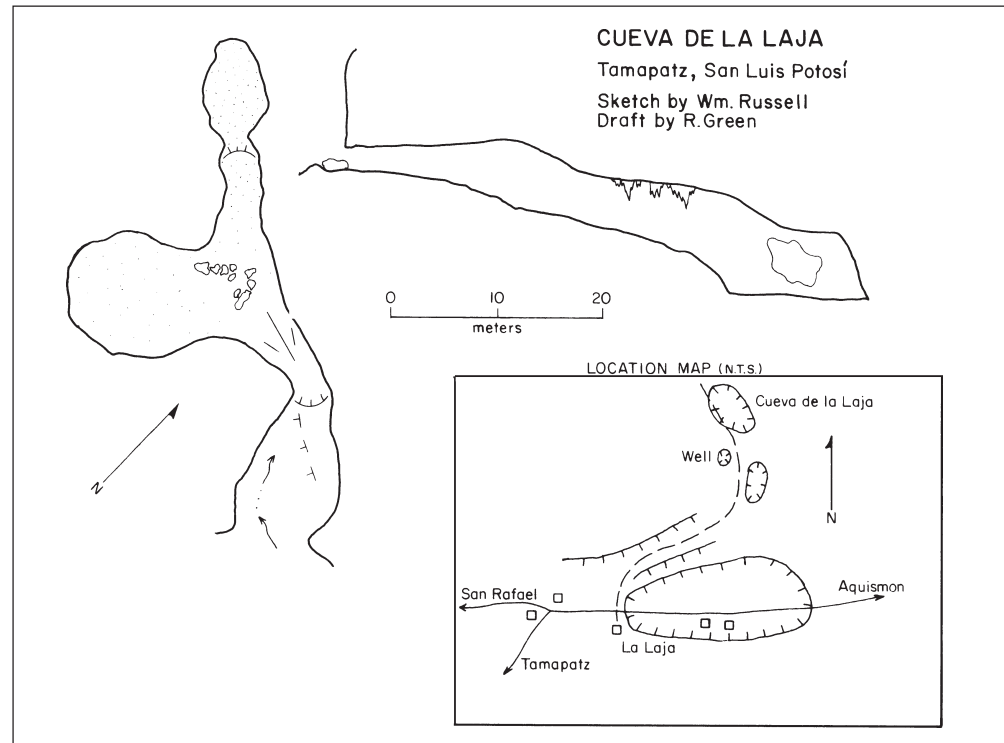 CUEVA DE LA LAJA
Tamapatz, San Luis Potosí
Sketch by Wm. Russell
Draft by R. Green
0 10 20
meters
N
LOCATION MAP (N.T.S.)
Cueva de la Laja
Well
N
San Rafael
Aquismon
La Laja
Tamapatz